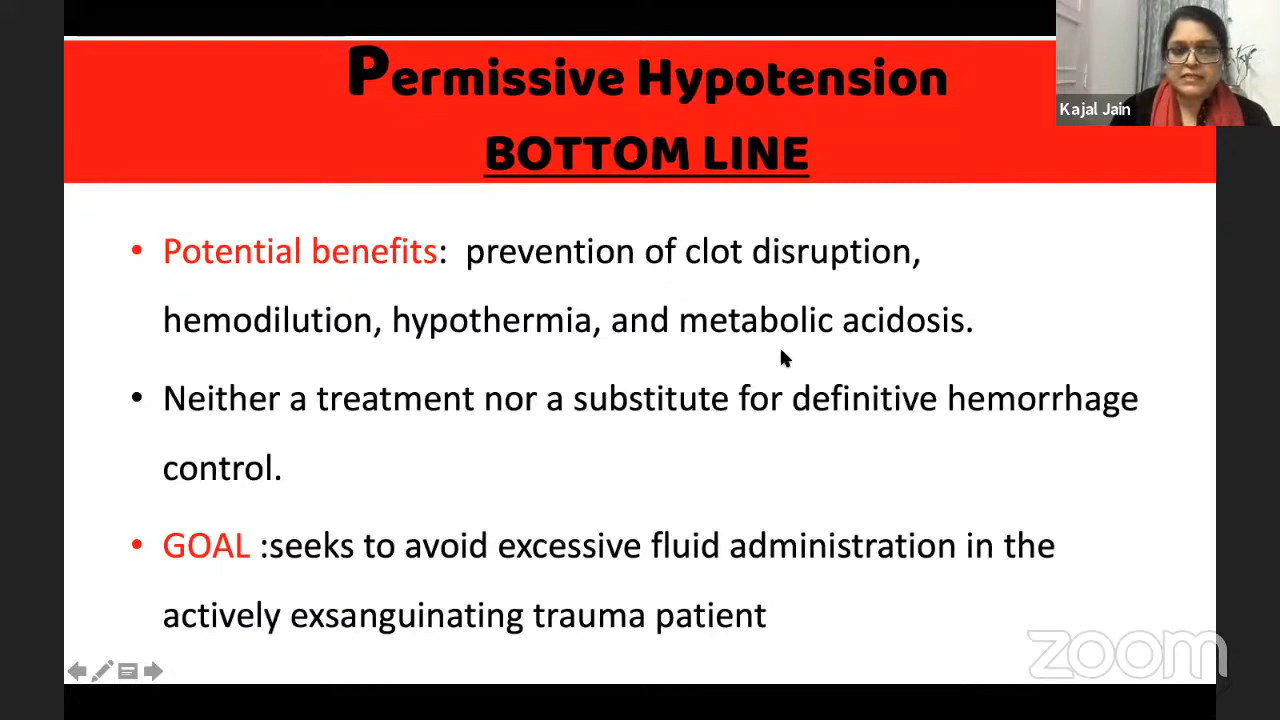 Permissive Hypotension
BOTTOM LINE
Kajal Jain
• Potential benefits:  prevention of clot disruption,
hemodilution, hypothermia, and metabolic acidosis.
• Neither a treatment nor a substitute for definitive hemorrhage
control.
• GOAL :seeks to avoid excessive fluid administration in the
actively exsanguinating trauma patient
zoom